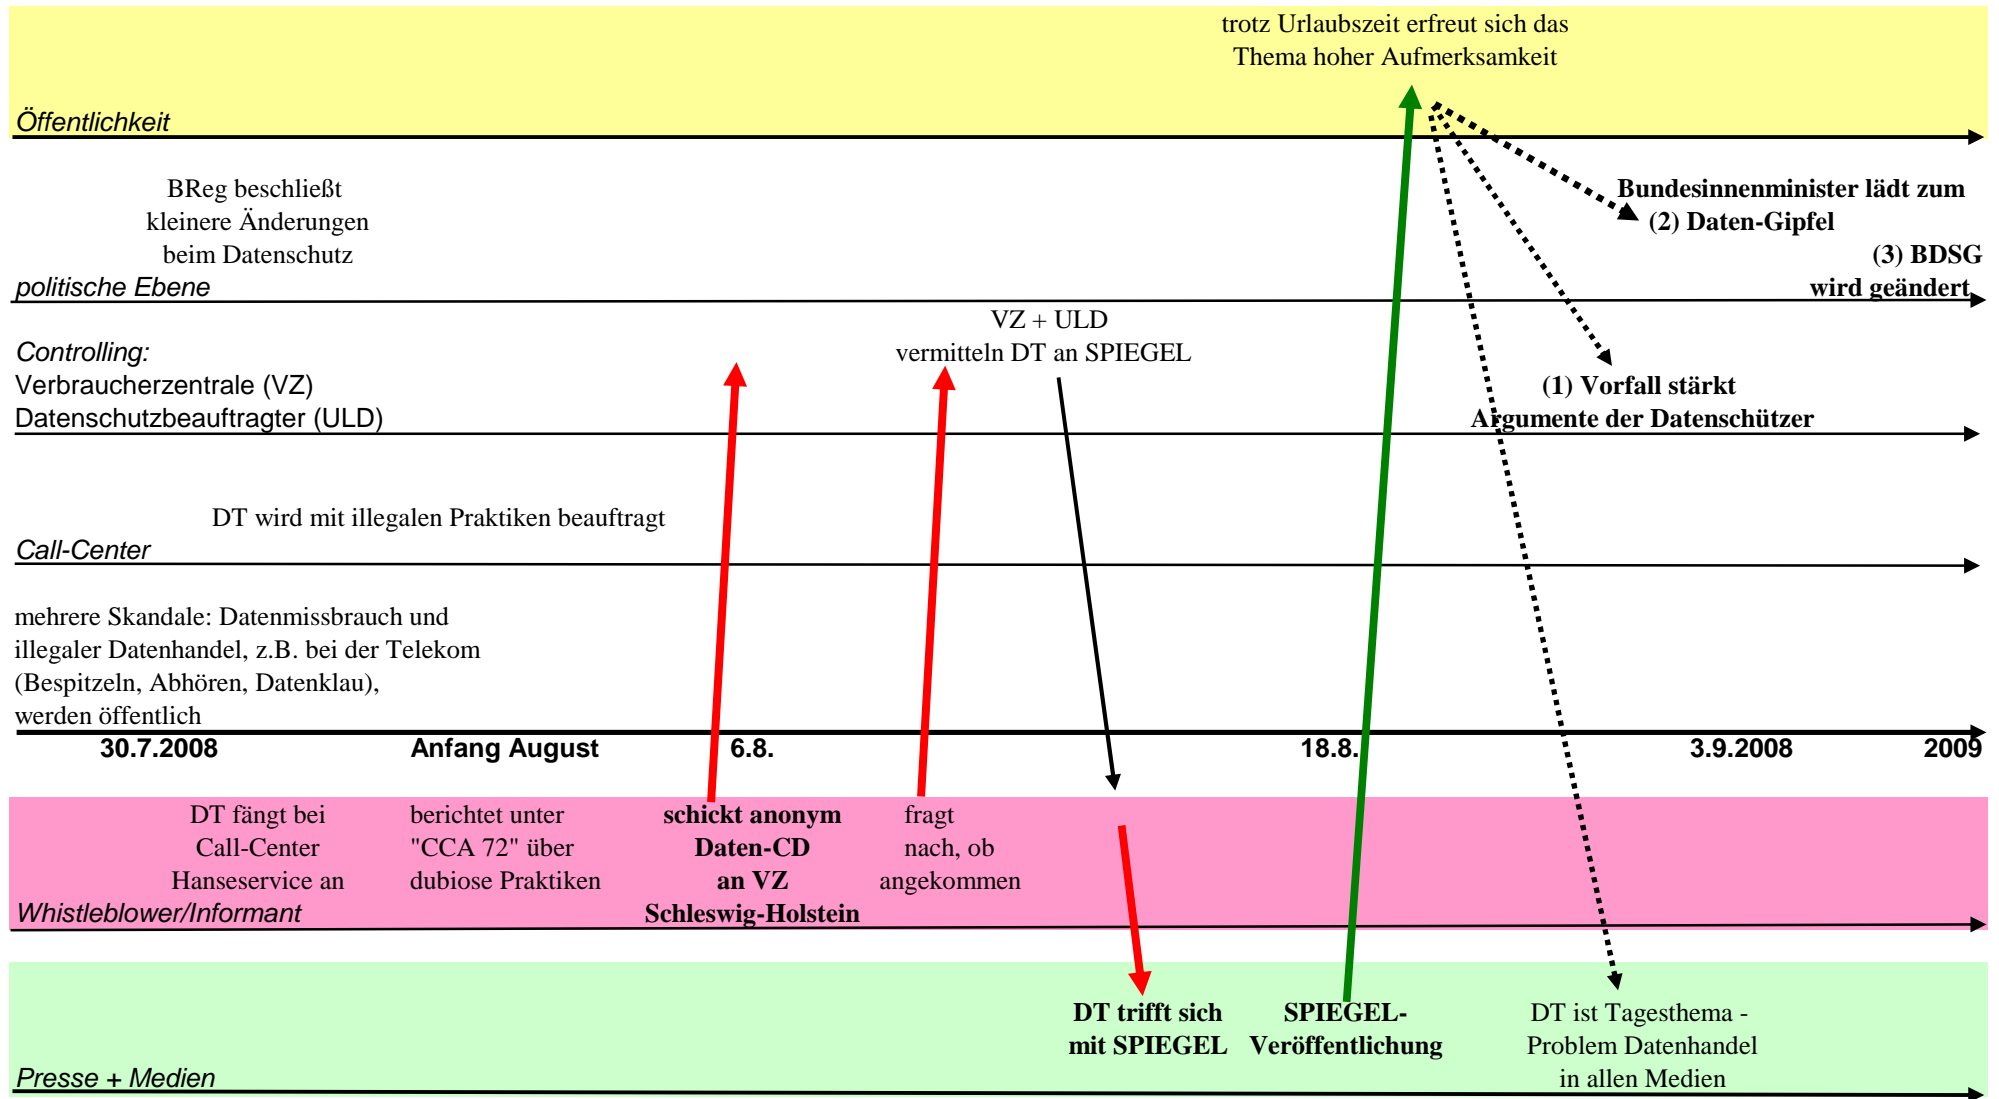 trotz Urlaubszeit erfreut sich das
Thema hoher Aufmerksamkeit
Öffentlichkeit
BReg beschließt
kleinere Änderungen
beim Datenschutz
Bundesinnenminister lädt zum
(2) Daten-Gipfel
(3) BDSG
wird geändert
politische Ebene
VZ + ULD
vermitteln DT an SPIEGEL
Controlling:
Verbraucherzentrale (VZ)
Datenschutzbeauftragter (ULD)
(1) Vorfall stärkt
Argumente der Datenschützer
DT wird mit illegalen Praktiken beauftragt
Call-Center
mehrere Skandale: Datenmissbrauch und
illegaler Datenhandel, z.B. bei der Telekom
(Bespitzeln, Abhören, Datenklau),
werden öffentlich
30.7.2008 Anfang August 6.8. 18.8. 3.9.2008 2009
DT fängt bei
Call-Center
Hanseservice an
berichtet unter
"CCA 72" über
dubiose Praktiken
schickt anonym
Daten-CD
an VZ
Schleswig-Holstein
fragt
nach, ob
angekommen
Whistleblower/Informant
DT trifft sich
mit SPIEGEL
SPIEGEL-
Veröffentlichung
DT ist Tagesthema -
Problem Datenhandel
in allen Medien
Presse + Medien